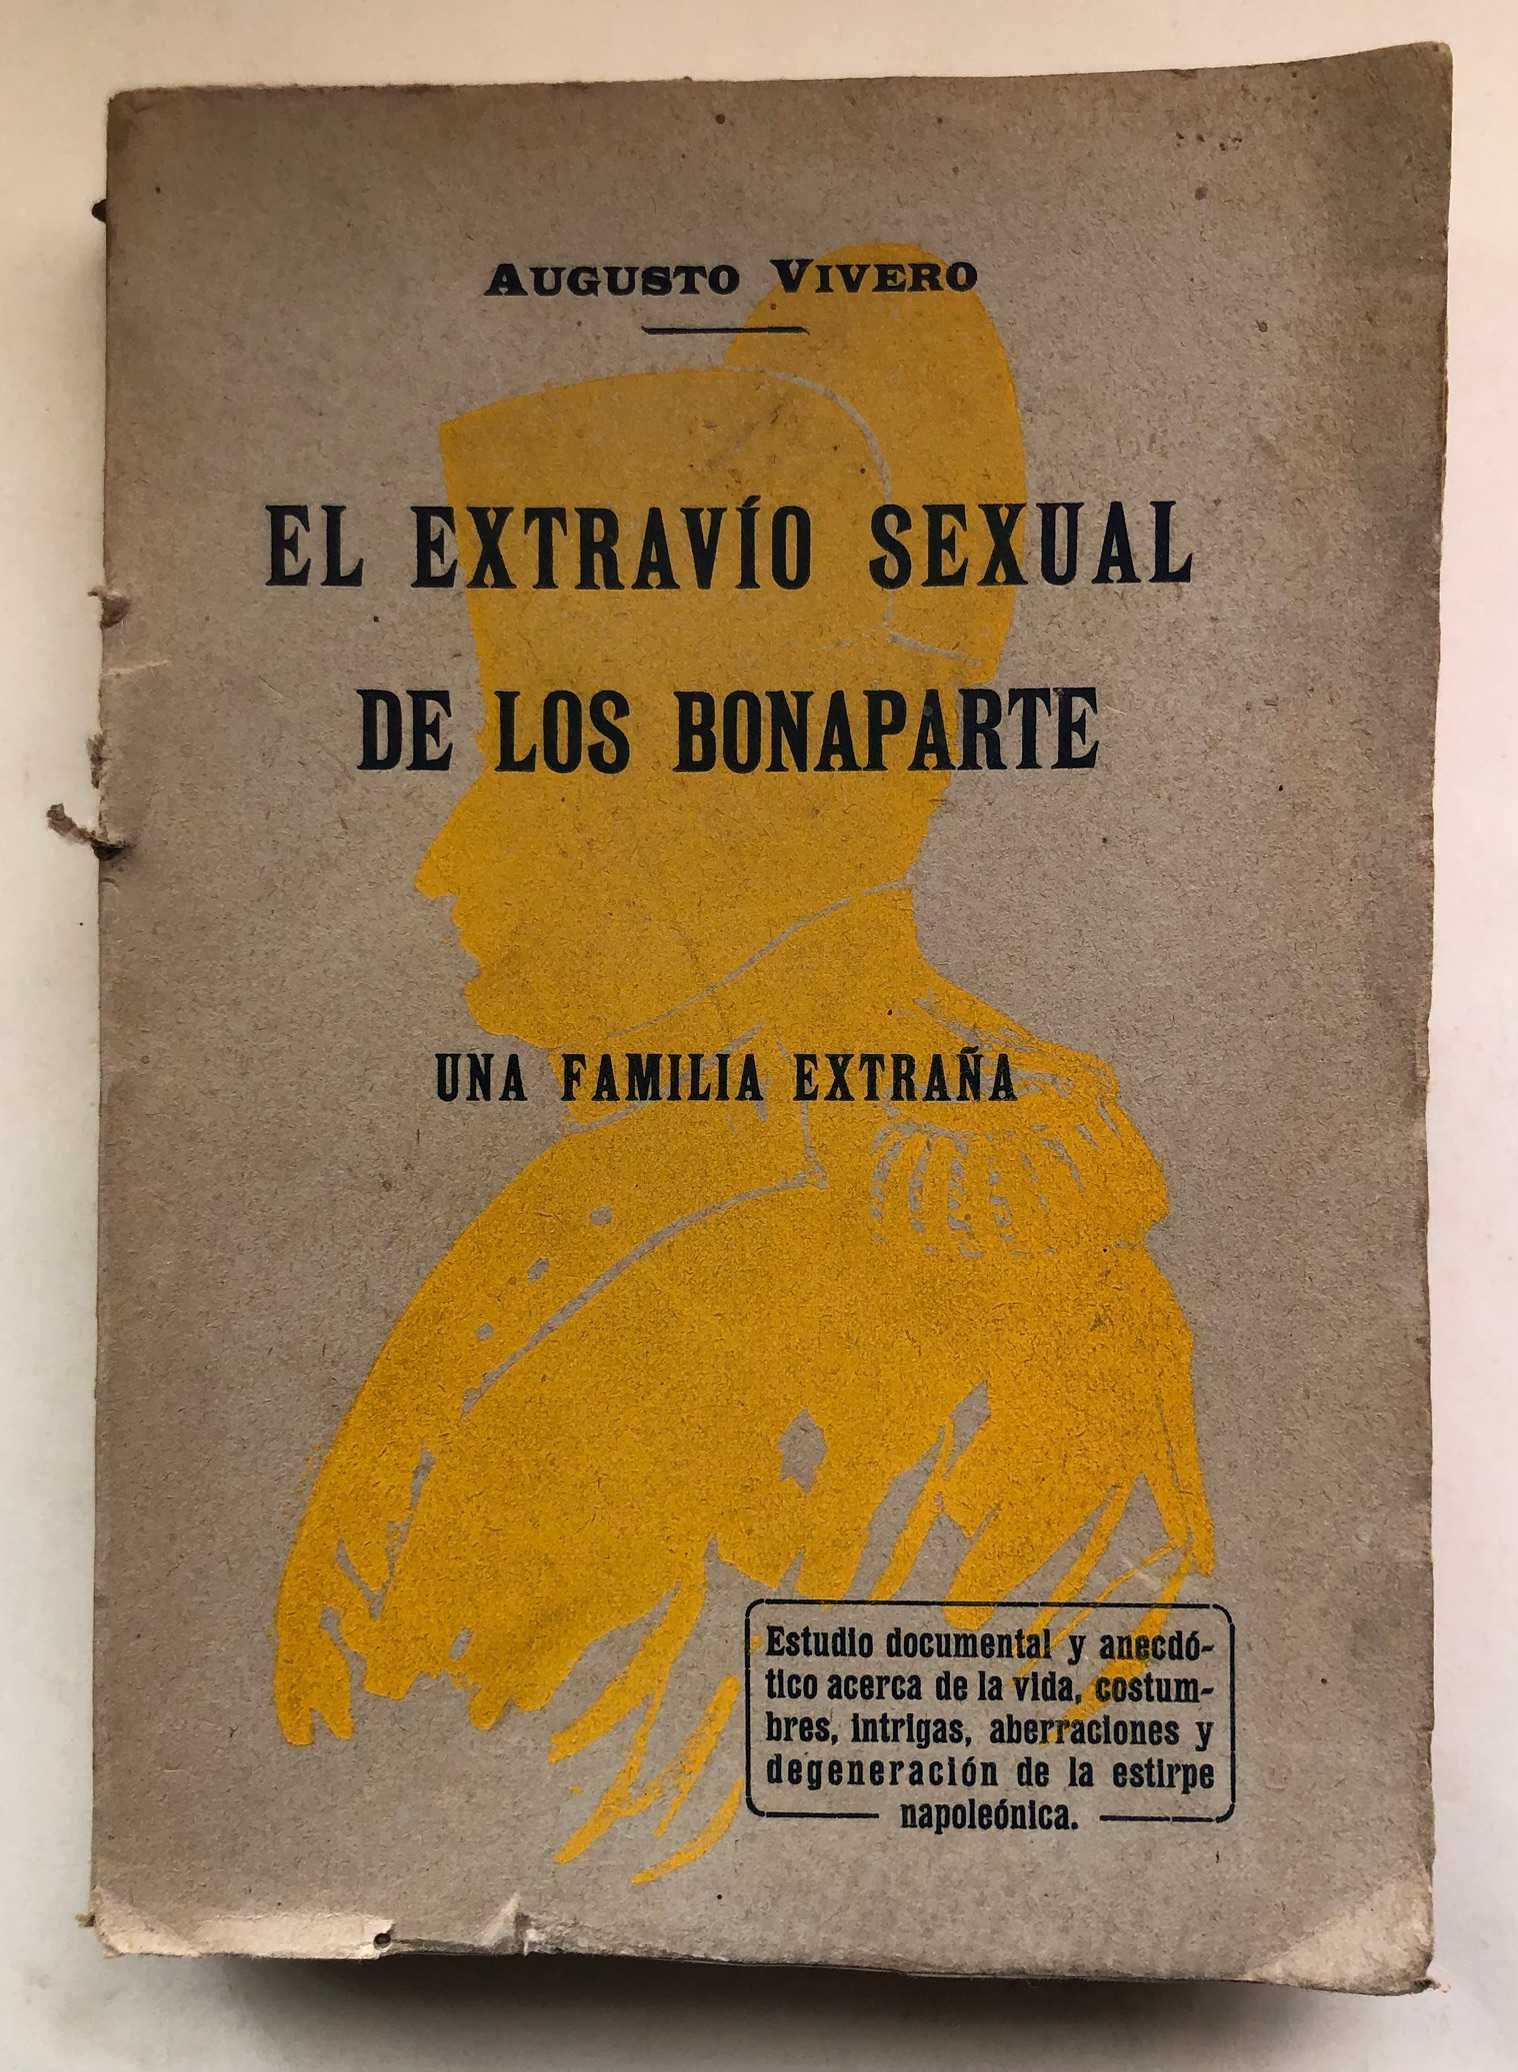 AUGUSTO VIVERO
EL EXTRAVÍO SEXUAL
DE LOS BONAPARTE
UNA FAMILIA EXTRAÑA
Estudio documental y anecdó-
tico acerca de la vida, costum-
bres, intrigas, aberraciones y
degeneración de la estirpe
napoleónica.